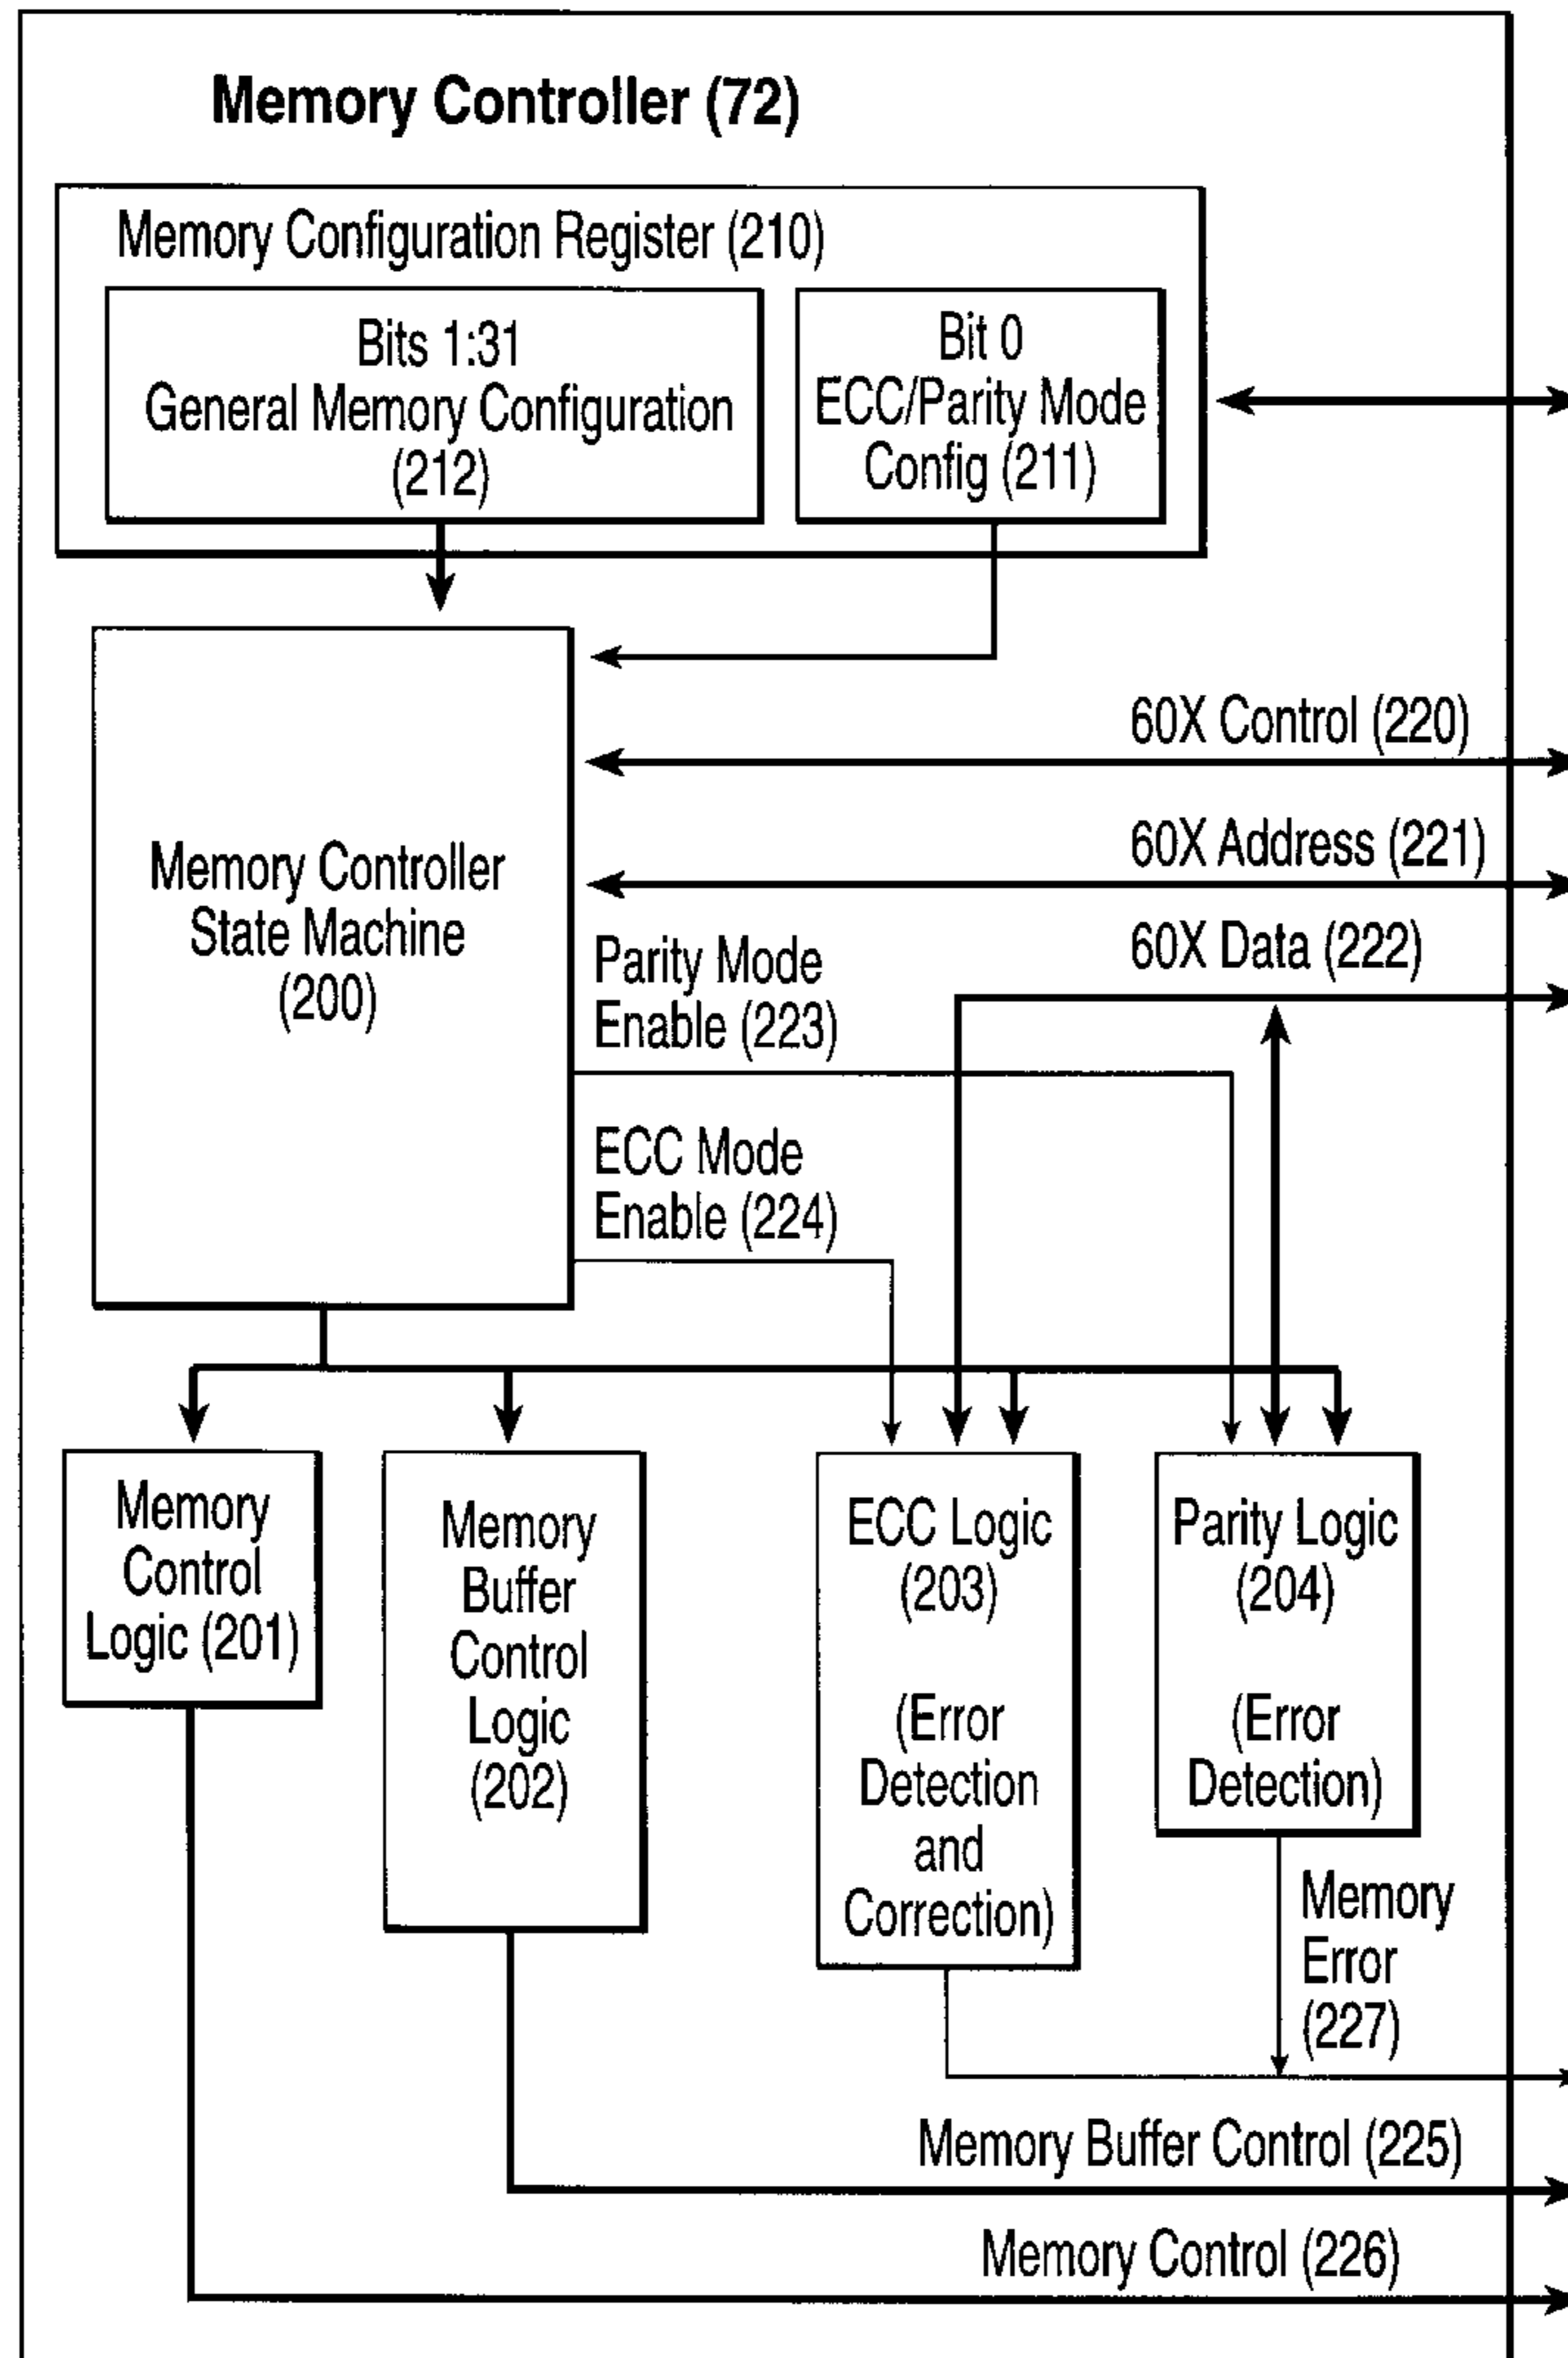 Memory Controller (72)
Memory Configuration Register (210)
Bits 1:31
General Memory Configuration
(212)
Bit 0
ECC/Parity Mode
Config (211)
60X Control (220)
60X Address (221)
60X Data (222)
Memory Controller
State Machine
(200)
Parity Mode
Enable (223)
ECC Mode
Enable (224)
Memory
Control
Logic (201)
Memory
Buffer
Control
Logic
(202)
ECC Logic
(203)
(Error
Detection
and
Correction)
Parity Logic
(204)
(Error
Detection)
Memory
Error
(227)
Memory Buffer Control (225)
Memory Control (226)